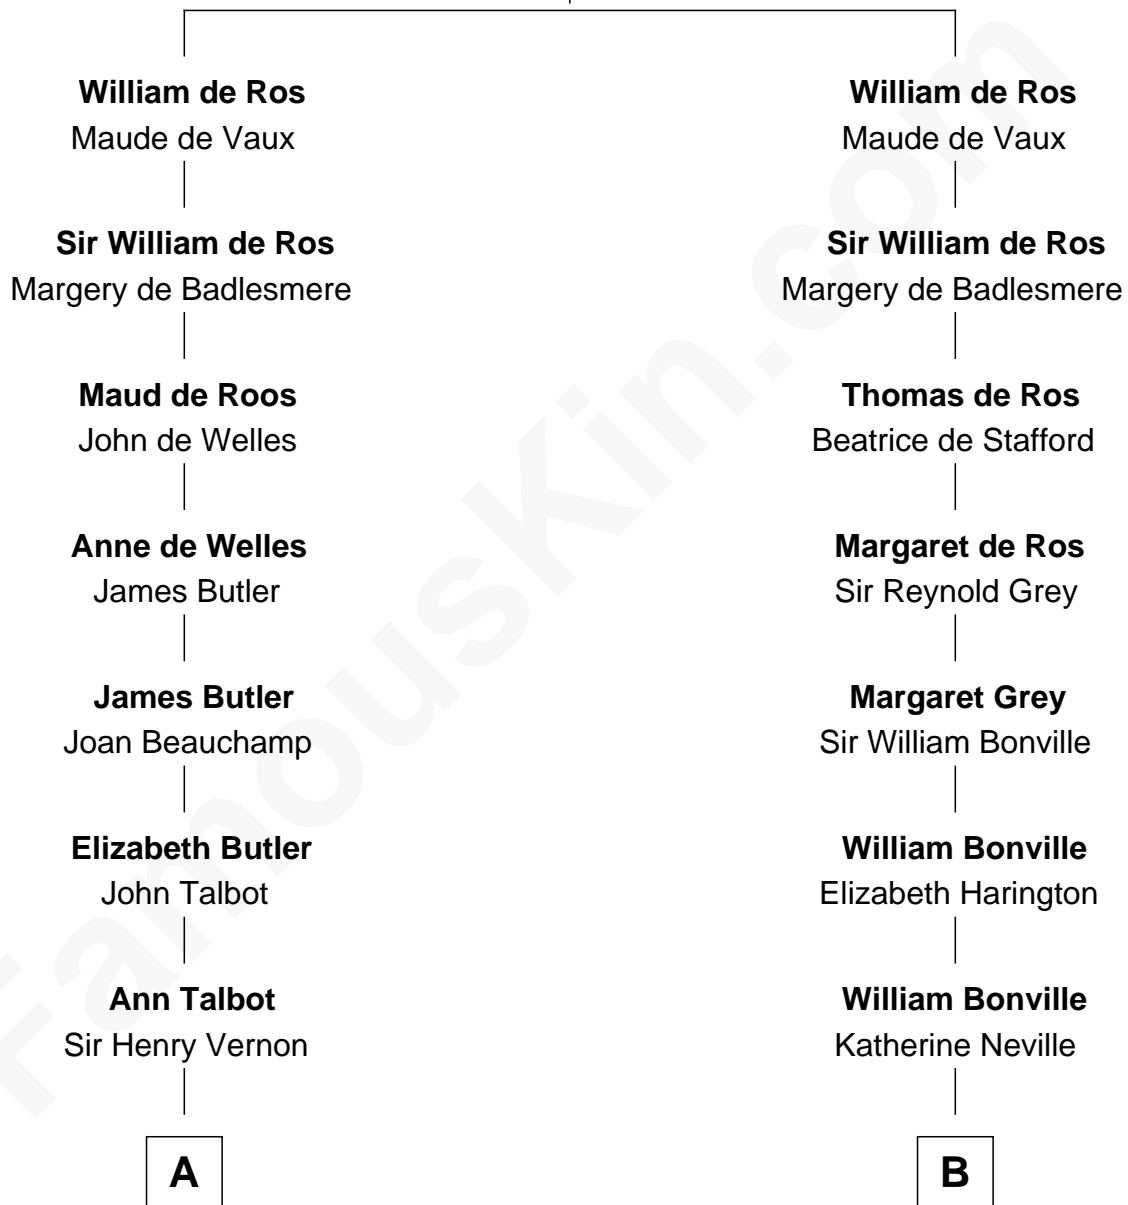 William de Ros
Maude de Vaux
Sir William de Ros
Margery de Badlesmere
Maud de Roos
John de Welles
Anne de Welles
James Butler
James Butler
Joan Beauchamp
Elizabeth Butler
John Talbot
Ann Talbot
Sir Henry Vernon
A
William de Ros
Maude de Vaux
Sir William de Ros
Margery de Badlesmere
Thomas de Ros
Beatrice de Stafford
Margaret de Ros
Sir Reynold Grey
Margaret Grey
Sir William Bonville
William Bonville
Elizabeth Harington
William Bonville
Katherine Neville
B
FamousKin.com